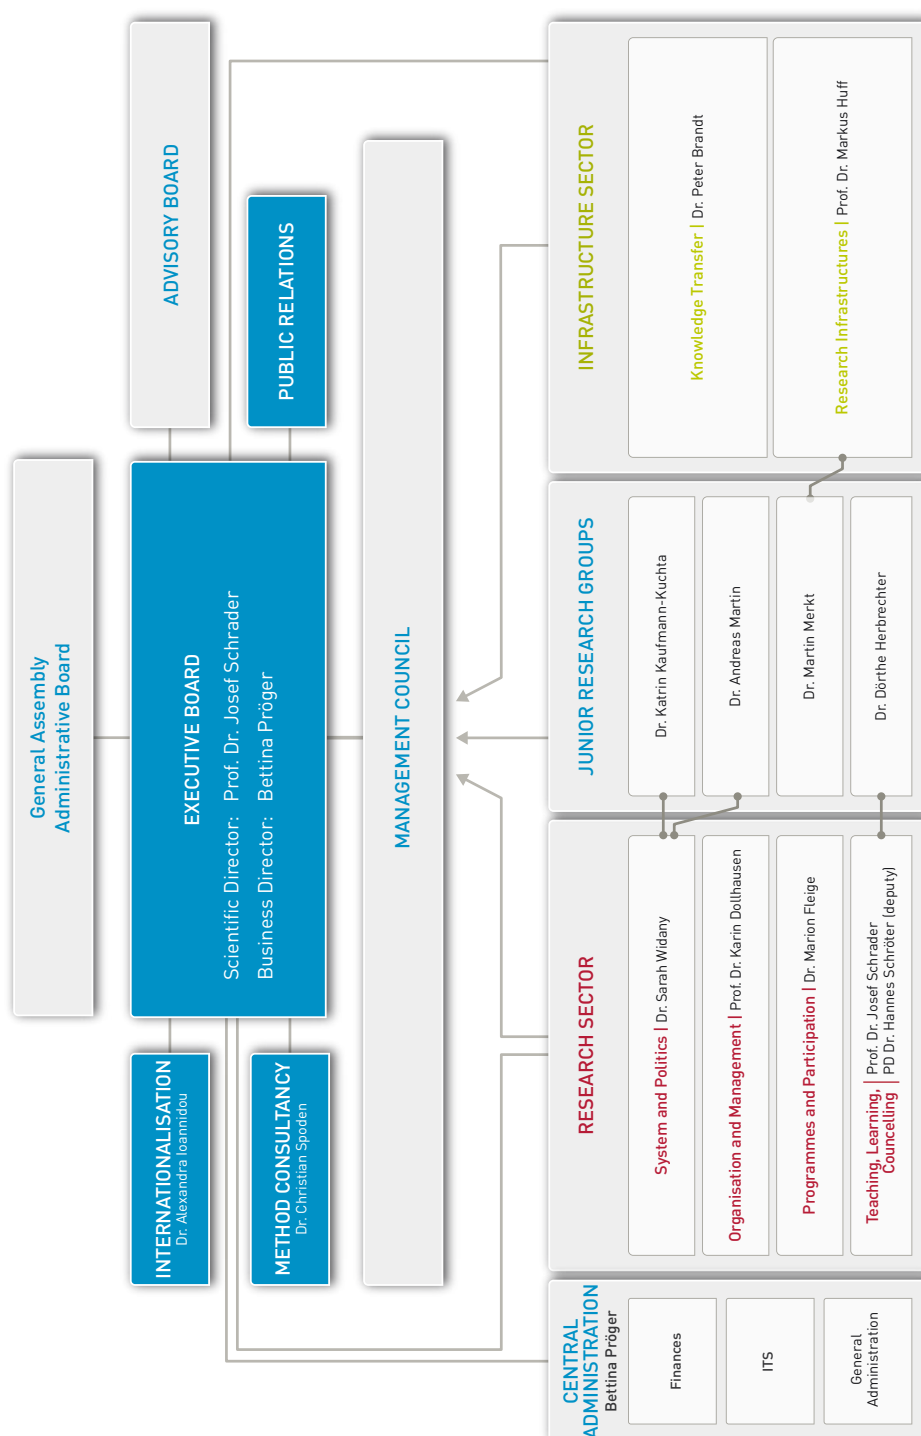 General Assembly
Administrative Board
ADVISORY BOARD
EXECUTIVE BOARD
Scientific Director: Prof. Dr. Josef Schrader
Business Director: Bettina Pröger
INTERNATIONALISATION
Dr. Alexandra Ioannidou
METHOD CONSULTANCY
Dr. Christian Spoden
PUBLIC RELATIONS
MANAGEMENT COUNCIL
CENTRAL
ADMINISTRATION
Bettina Pröger
Finances
ITS
General
Administration
RESEARCH SECTOR
System and Politics | Dr. Sarah Widany
Organisation and Management | Prof. Dr. Karin Dollhausen
Programmes and Participation | Dr. Marion Fleige
Teaching, Learning, | Prof. Dr. Josef Schrader
Councelling | PD Dr. Hannes Schröter (deputy)
JUNIOR RESEARCH GROUPS
Dr. Katrin Kaufmann-Kuchta
Dr. Andreas Martin
Dr. Martin Merkt
Dr. Dörthe Herbrechter
INFRASTRUCTURE SECTOR
Knowledge Transfer | Dr. Peter Brandt
Research Infrastructures | Prof. Dr. Markus Huff